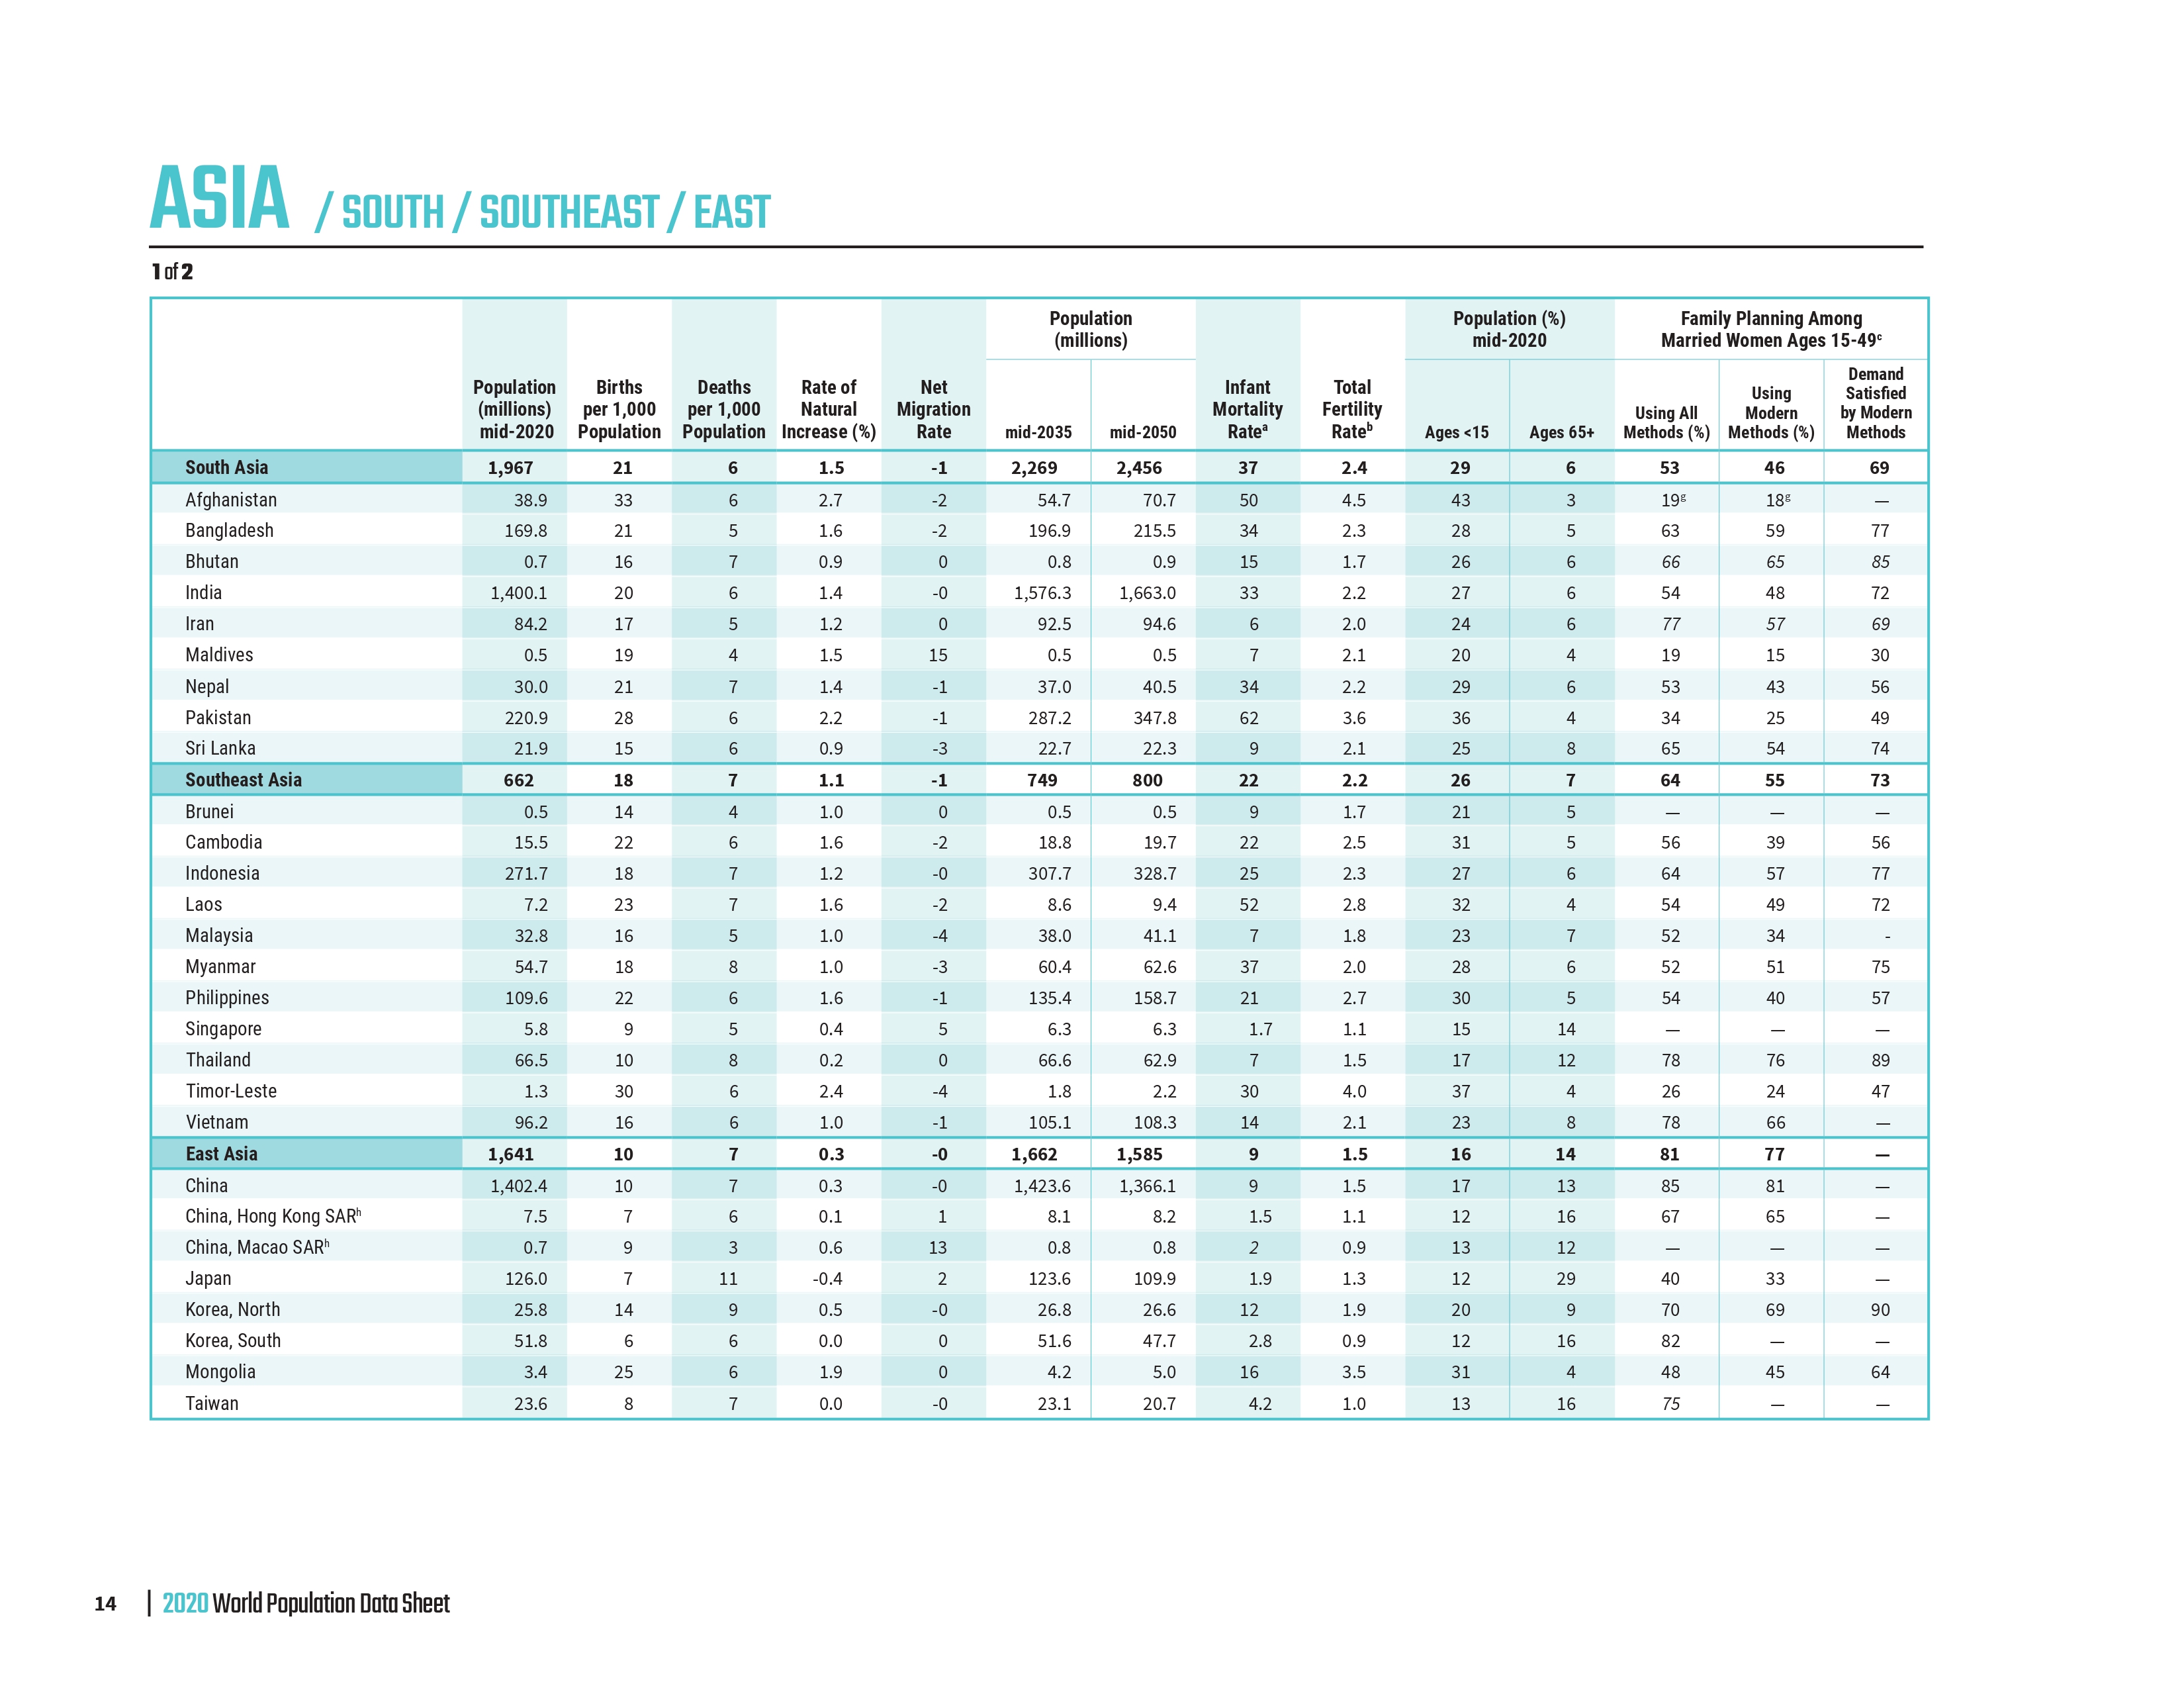 ASIA / SOUTH / SOUTHEAST / EAST
1 of 2
Population (millions) mid-2020 Births per 1,000 Population Deaths per 1,000 Population Rate of Natural Increase (%) Net Migration Rate Population (millions) mid-2035 mid-2050 Infant Mortality Rateᵃ Total Fertility Rateᵇ Population (%) mid-2020 Ages <15 Ages 65+ Family Planning Among Married Women Ages 15-49ᶜ Using All Methods (%) Using Modern Methods (%) Demand Satisfied by Modern Methods
South Asia 1,967 21 6 1.5 -1 2,269 2,456 37 2.4 29 6 53 46 69
Afghanistan 38.9 33 6 2.7 -2 54.7 70.7 50 4.5 43 3 19ᵍ 18ᵍ —
Bangladesh 169.8 21 5 1.6 -2 196.9 215.5 34 2.3 28 5 63 59 77
Bhutan 0.7 16 7 0.9 0 0.8 0.9 15 1.7 26 6 66 65 85
India 1,400.1 20 6 1.4 -0 1,576.3 1,663.0 33 2.2 27 6 54 48 72
Iran 84.2 17 5 1.2 0 92.5 94.6 6 2.0 24 6 77 57 69
Maldives 0.5 19 4 1.5 15 0.5 0.5 7 2.1 20 4 19 15 30
Nepal 30.0 21 7 1.4 -1 37.0 40.5 34 2.2 29 6 53 43 56
Pakistan 220.9 28 6 2.2 -1 287.2 347.8 62 3.6 36 4 34 25 49
Sri Lanka 21.9 15 6 0.9 -3 22.7 22.3 9 2.1 25 8 65 54 74
Southeast Asia 662 18 7 1.1 -1 749 800 22 2.2 26 7 64 55 73
Brunei 0.5 14 4 1.0 0 0.5 0.5 9 1.7 21 5 — — —
Cambodia 15.5 22 6 1.6 -2 18.8 19.7 22 2.5 31 5 56 39 56
Indonesia 271.7 18 7 1.2 -0 307.7 328.7 25 2.3 27 6 64 57 77
Laos 7.2 23 7 1.6 -2 8.6 9.4 52 2.8 32 4 54 49 72
Malaysia 32.8 16 5 1.0 -4 38.0 41.1 7 1.8 23 7 52 34 -
Myanmar 54.7 18 8 1.0 -3 60.4 62.6 37 2.0 28 6 52 51 75
Philippines 109.6 22 6 1.6 -1 135.4 158.7 21 2.7 30 5 54 40 57
Singapore 5.8 9 5 0.4 5 6.3 6.3 1.7 1.1 15 14 — — —
Thailand 66.5 10 8 0.2 0 66.6 62.9 7 1.5 17 12 78 76 89
Timor-Leste 1.3 30 6 2.4 -4 1.8 2.2 30 4.0 37 4 26 24 47
Vietnam 96.2 16 6 1.0 -1 105.1 108.3 14 2.1 23 8 78 66 —
East Asia 1,641 10 7 0.3 -0 1,662 1,585 9 1.5 16 14 81 77 —
China 1,402.4 10 7 0.3 -0 1,423.6 1,366.1 9 1.5 17 13 85 81 —
China, Hong Kong SARʰ 7.5 7 6 0.1 1 8.1 8.2 1.5 1.1 12 16 67 65 —
China, Macao SARʰ 0.7 9 3 0.6 13 0.8 0.8 2 0.9 13 12 — — —
Japan 126.0 7 11 -0.4 2 123.6 109.9 1.9 1.3 12 29 40 33 —
Korea, North 25.8 14 9 0.5 -0 26.8 26.6 12 1.9 20 9 70 69 90
Korea, South 51.8 6 6 0.0 0 51.6 47.7 2.8 0.9 12 16 82 — —
Mongolia 3.4 25 6 1.9 0 4.2 5.0 16 3.5 31 4 48 45 64
Taiwan 23.6 8 7 0.0 -0 23.1 20.7 4.2 1.0 13 16 75 — —
14 | 2020 World Population Data Sheet